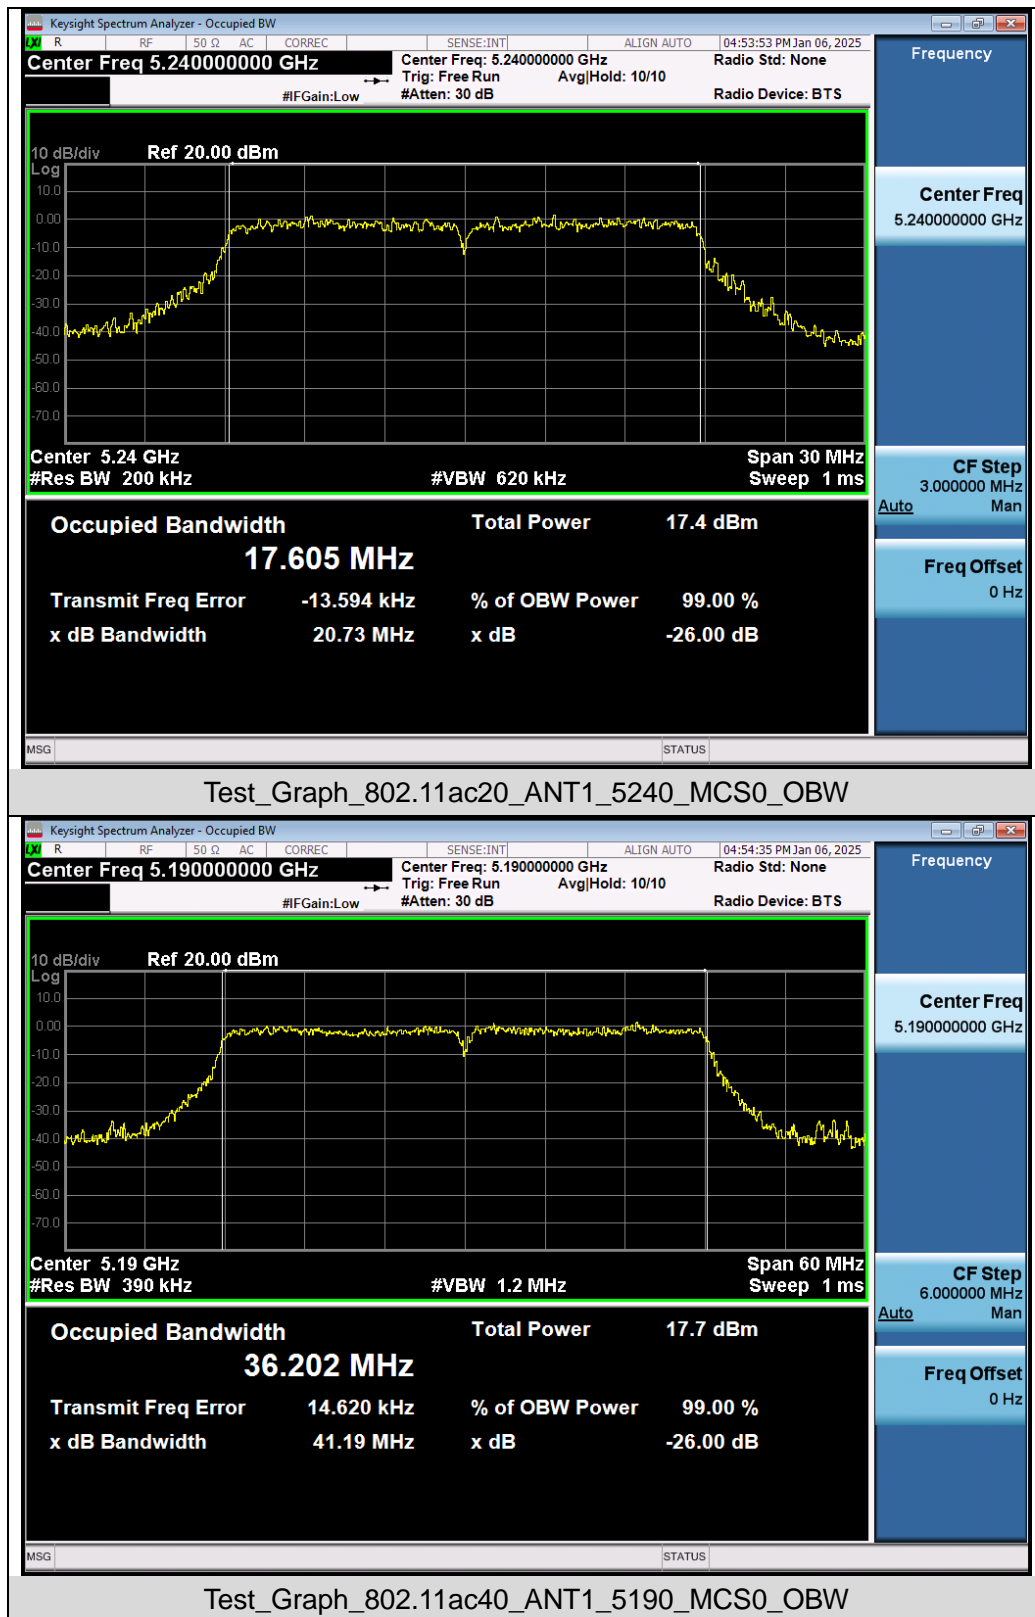 Keysight Spectrum Analyzer - Occupied BW
LXI R RF 50 Ω AC CORREC SENSE:INT ALIGN AUTO 04:53:53 PM Jan 06, 2025
Center Freq 5.240000000 GHz
Center Freq: 5.240000000 GHz
Radio Std: None
Trig: Free Run Avg|Hold: 10/10
#IFGain:Low
#Atten: 30 dB
Radio Device: BTS
10 dB/div Ref 20.00 dBm
Log
10.0
0.00
-10.0
-20.0
-30.0
-40.0
-50.0
-60.0
-70.0
Center 5.24 GHz Span 30 MHz
#Res BW 200 kHz #VBW 620 kHz Sweep 1 ms
Occupied Bandwidth Total Power 17.4 dBm
17.605 MHz
Transmit Freq Error -13.594 kHz % of OBW Power 99.00 %
x dB Bandwidth 20.73 MHz x dB -26.00 dB
MSG STATUS
Frequency
Center Freq
5.240000000 GHz
CF Step
3.000000 MHz
Auto Man
Freq Offset
0 Hz
Test_Graph_802.11ac20_ANT1_5240_MCS0_OBW
Keysight Spectrum Analyzer - Occupied BW
LXI R RF 50 Ω AC CORREC SENSE:INT ALIGN AUTO 04:54:35 PM Jan 06, 2025
Center Freq 5.190000000 GHz
Center Freq: 5.190000000 GHz
Radio Std: None
Trig: Free Run Avg|Hold: 10/10
#IFGain:Low
#Atten: 30 dB
Radio Device: BTS
10 dB/div Ref 20.00 dBm
Log
10.0
0.00
-10.0
-20.0
-30.0
-40.0
-50.0
-60.0
-70.0
Center 5.19 GHz Span 60 MHz
#Res BW 390 kHz #VBW 1.2 MHz Sweep 1 ms
Occupied Bandwidth Total Power 17.7 dBm
36.202 MHz
Transmit Freq Error 14.620 kHz % of OBW Power 99.00 %
x dB Bandwidth 41.19 MHz x dB -26.00 dB
MSG STATUS
Frequency
Center Freq
5.190000000 GHz
CF Step
6.000000 MHz
Auto Man
Freq Offset
0 Hz
Test_Graph_802.11ac40_ANT1_5190_MCS0_OBW